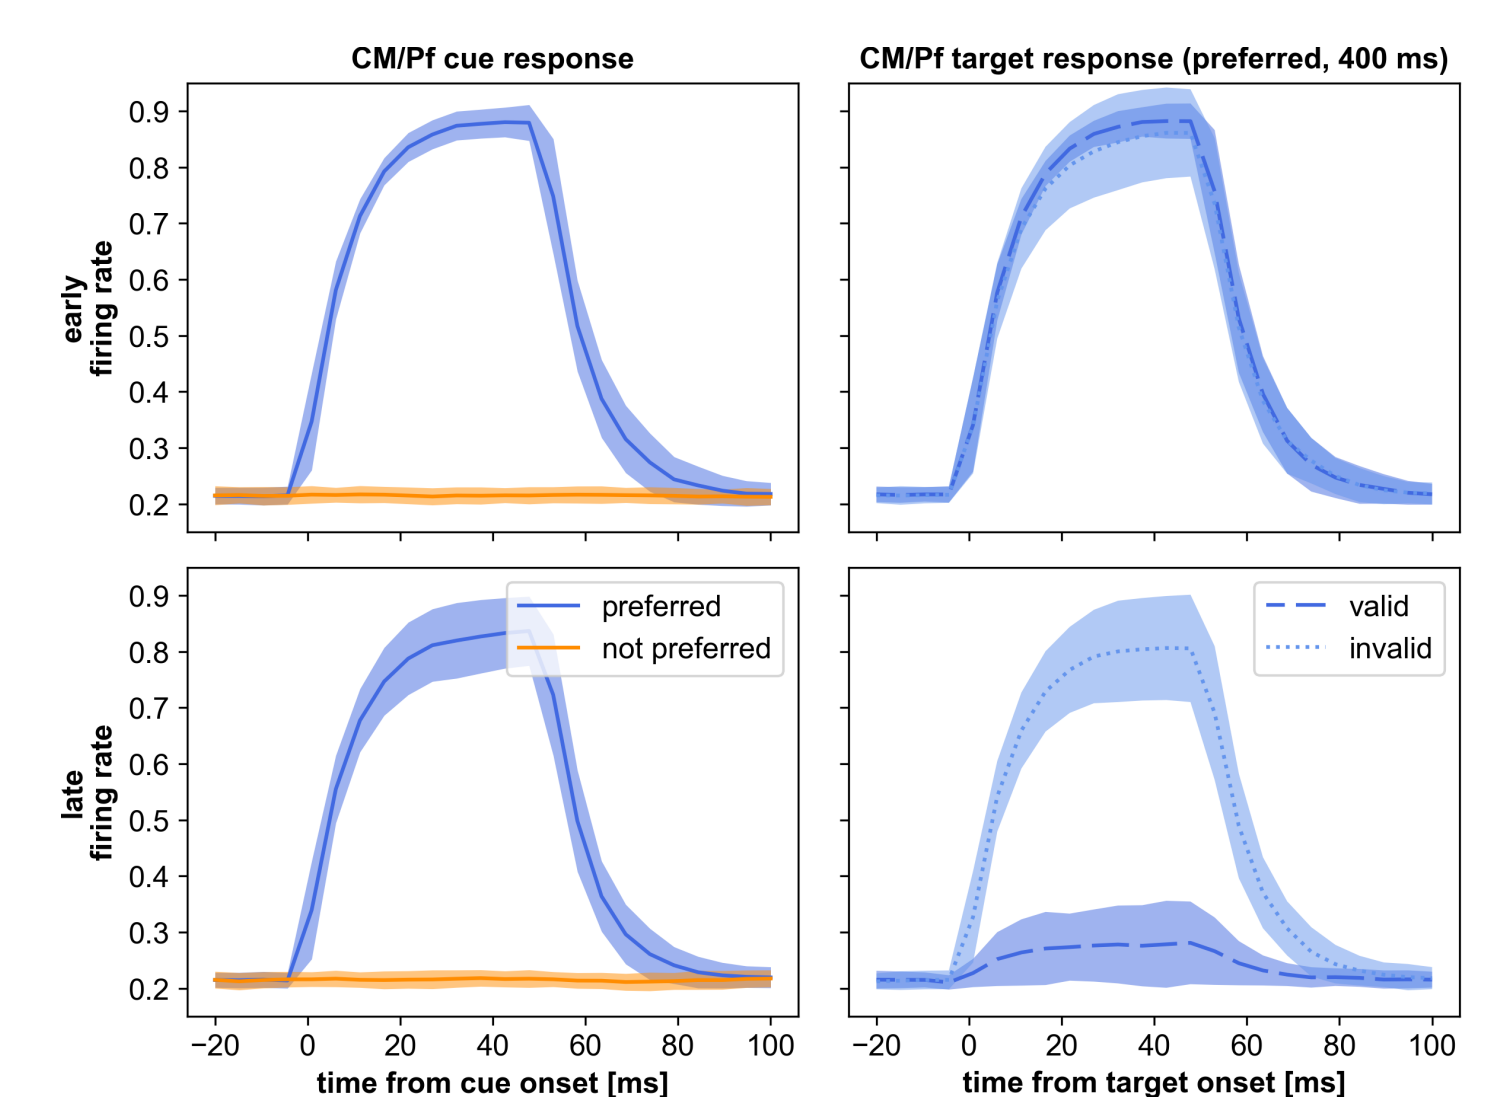 CM/Pf cue response
CM/Pf target response (preferred, 400 ms)
early
firing rate
0.9
0.8
0.7
0.6
0.5
0.4
0.3
0.2
late
firing rate
0.9
0.8
0.7
0.6
0.5
0.4
0.3
0.2
preferred
not preferred
valid
invalid
−20 0 20 40 60 80 100
−20 0 20 40 60 80 100
time from cue onset [ms]
time from target onset [ms]